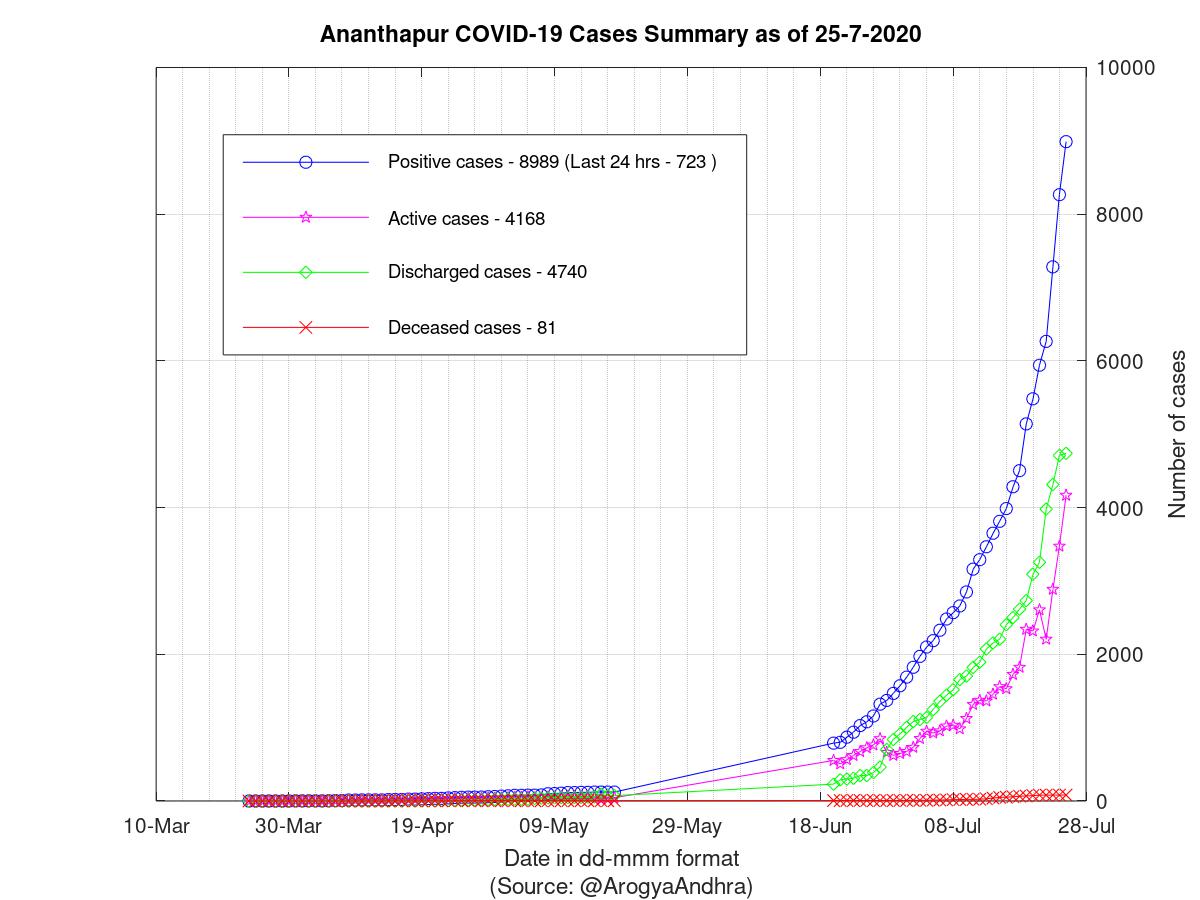 Ananthapur COVID-19 Cases Summary as of 25-7-2020
Positive cases - 8989 (Last 24 hrs - 723 )
Active cases - 4168
Discharged cases - 4740
Deceased cases - 81
10000
8000
6000
4000
2000
0
Number of cases
10-Mar 30-Mar 19-Apr 09-May 29-May 18-Jun 08-Jul 28-Jul
Date in dd-mmm format
(Source: @ArogyaAndhra)